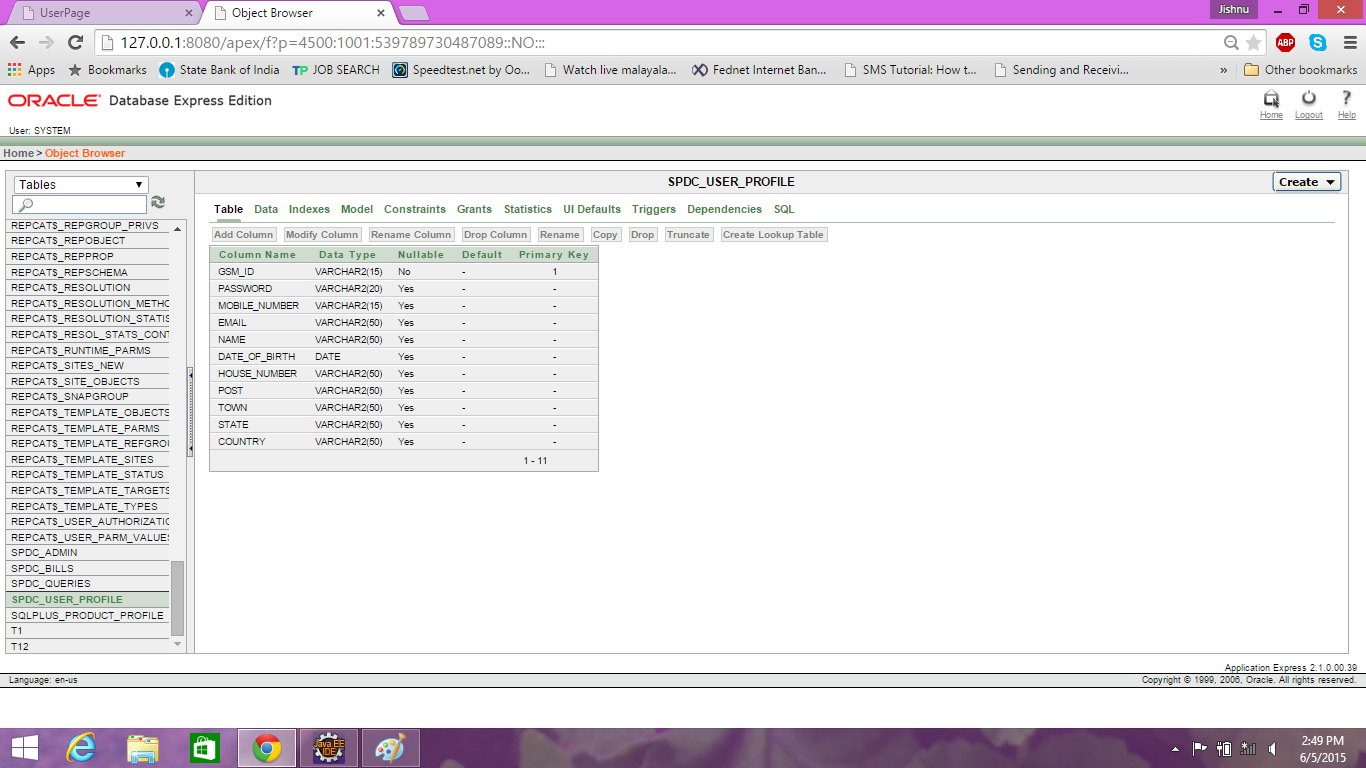 UserPage
Object Browser
Jishnu
127.0.0.1:8080/apex/f?p=4500:1001:539789730487089::NO:::
ABP
Apps Bookmarks State Bank of India TP JOB SEARCH Speedtest.net by Oo... Watch live malayala... Fednet Internet Ban... SMS Tutorial: How t... Sending and Receivi... » Other bookmarks
ORACLE Database Express Edition
Home Logout Help
User: SYSTEM
Home > Object Browser
Tables
SPDC_USER_PROFILE
Create
Table Data Indexes Model Constraints Grants Statistics UI Defaults Triggers Dependencies SQL
Add Column Modify Column Rename Column Drop Column Rename Copy Drop Truncate Create Lookup Table
REPCAT$_REPGROUP_PRIVS
REPCAT$_REPOBJECT
REPCAT$_REPPROP
REPCAT$_REPSCHEMA
REPCAT$_RESOLUTION
REPCAT$_RESOLUTION_METHO
REPCAT$_RESOLUTION_STATIS
REPCAT$_RESOL_STATS_CONT
REPCAT$_RUNTIME_PARMS
REPCAT$_SITES_NEW
REPCAT$_SITE_OBJECTS
REPCAT$_SNAPGROUP
REPCAT$_TEMPLATE_OBJECTS
REPCAT$_TEMPLATE_PARMS
REPCAT$_TEMPLATE_REFGROU
REPCAT$_TEMPLATE_SITES
REPCAT$_TEMPLATE_STATUS
REPCAT$_TEMPLATE_TARGETS
REPCAT$_TEMPLATE_TYPES
REPCAT$_USER_AUTHORIZATIO
REPCAT$_USER_PARM_VALUES
SPDC_ADMIN
SPDC_BILLS
SPDC_QUERIES
SPDC_USER_PROFILE
SQLPLUS_PRODUCT_PROFILE
T1
T12
Column Name Data Type Nullable Default Primary Key
GSM_ID VARCHAR2(15) No - 1
PASSWORD VARCHAR2(20) Yes - -
MOBILE_NUMBER VARCHAR2(15) Yes - -
EMAIL VARCHAR2(50) Yes - -
NAME VARCHAR2(50) Yes - -
DATE_OF_BIRTH DATE Yes - -
HOUSE_NUMBER VARCHAR2(50) Yes - -
POST VARCHAR2(50) Yes - -
TOWN VARCHAR2(50) Yes - -
STATE VARCHAR2(50) Yes - -
COUNTRY VARCHAR2(50) Yes - -
1 - 11
Application Express 2.1.0.00.39
Language: en-us
Copyright © 1999, 2006, Oracle. All rights reserved.
Java EE
IDE
2:49 PM
6/5/2015